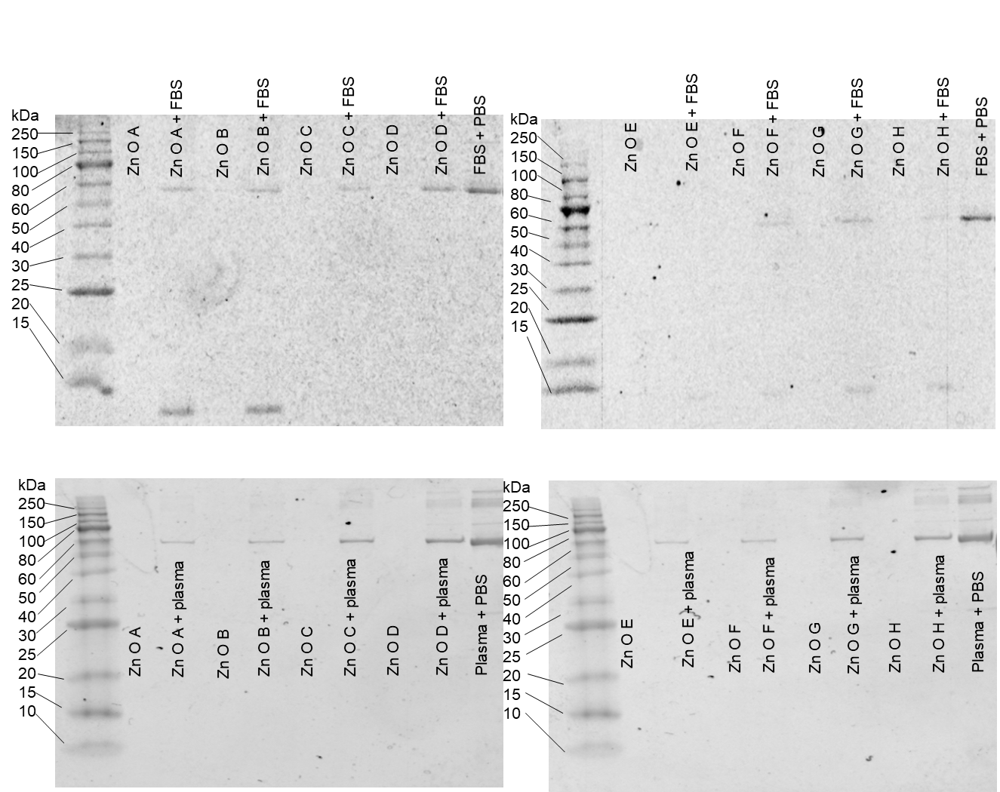 kDa
250
150
100
80
60
50
40
30
25
20
15
Zn O A
Zn O A + FBS
Zn O B
Zn O B + FBS
Zn O C
Zn O C + FBS
Zn O D
Zn O D + FBS
FBS + PBS
kDa
250
150
100
80
60
50
40
30
25
20
15
Zn O E
Zn O E + FBS
Zn O F
Zn O F + FBS
Zn O G
Zn O G + FBS
Zn O H
Zn O H + FBS
FBS + PBS
kDa
250
150
100
80
60
50
40
30
25
20
15
10
Zn O A
Zn O A + plasma
Zn O B
Zn O B + plasma
Zn O C
Zn O C + plasma
Zn O D
Zn O D + plasma
Plasma + PBS
kDa
250
150
100
80
60
50
40
30
25
20
15
10
Zn O E
Zn O E + plasma
Zn O F
Zn O F + plasma
Zn O G
Zn O G + plasma
Zn O H
Zn O H + plasma
Plasma + PBS